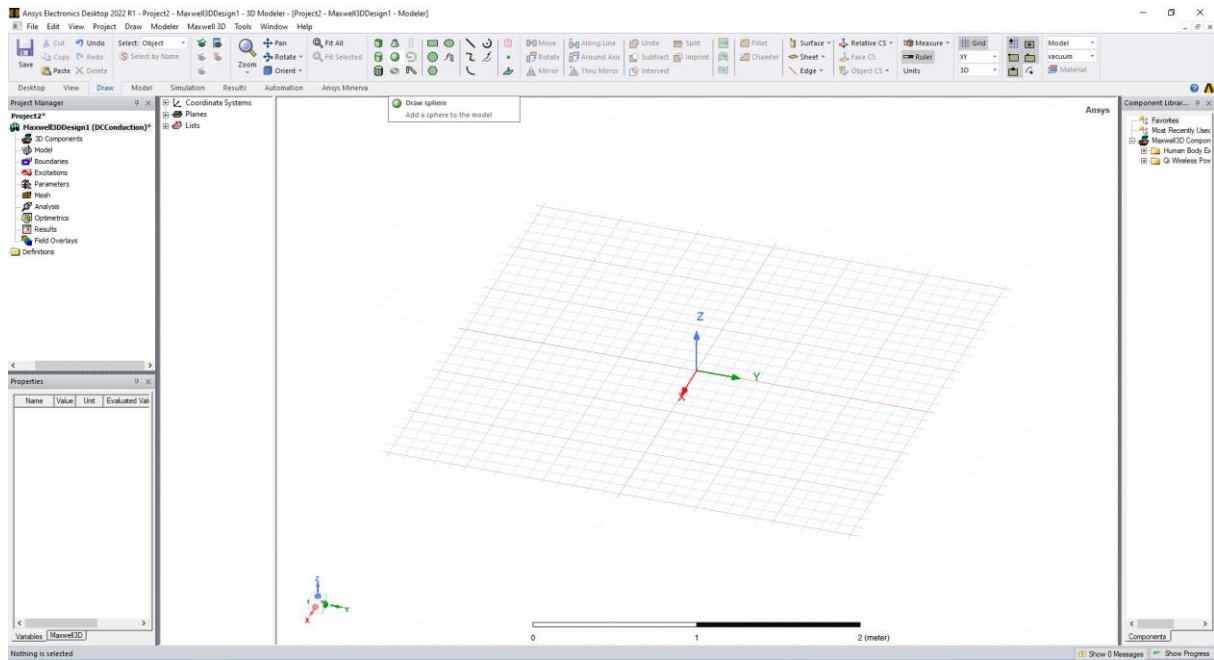 Ansys Electronics Desktop 2022 R1 - Project2 - Maxwell3DDesign1 - 3D Modeler - [Project2 - Maxwell3DDesign1 - Modeler]
File Edit View Project Draw Modeler Maxwell 3D Tools Window Help
Save
Cut Undo Select: Object
Copy Redo Select by Name
Paste Delete
Zoom
Pan
Rotate
Orient
Fit All
Fit Selected
Move Along Line Unite Split Fillet
Rotate Around Axis Subtract Imprint Chamfer
Mirror Thru Mirror Intersect
Surface Relative CS Measure Grid Model
Sheet Face CS Ruler XY vacuum
Edge Object CS Units 3D Material
Desktop View Draw Model Simulation Results Automation Ansys Minerva
Project Manager
Project2*
Maxwell3DDesign1 (DCConduction)*
3D Components
Model
Boundaries
Excitations
Parameters
Mesh
Analysis
Optimetrics
Results
Field Overlays
Definitions
Coordinate Systems
Planes
Lists
Draw sphere
Add a sphere to the model
Ansys
Component Librar...
Favorites
Most Recently Usec
Maxwell3D Compon
Human Body Ex
Qi Wireless Pow
Z
Y
X
Properties
Name Value Unit Evaluated Val
Z
Y
X
0 1 2 (meter)
Variables Maxwell3D
Components
Nothing is selected
Show 0 Messages Show Progress